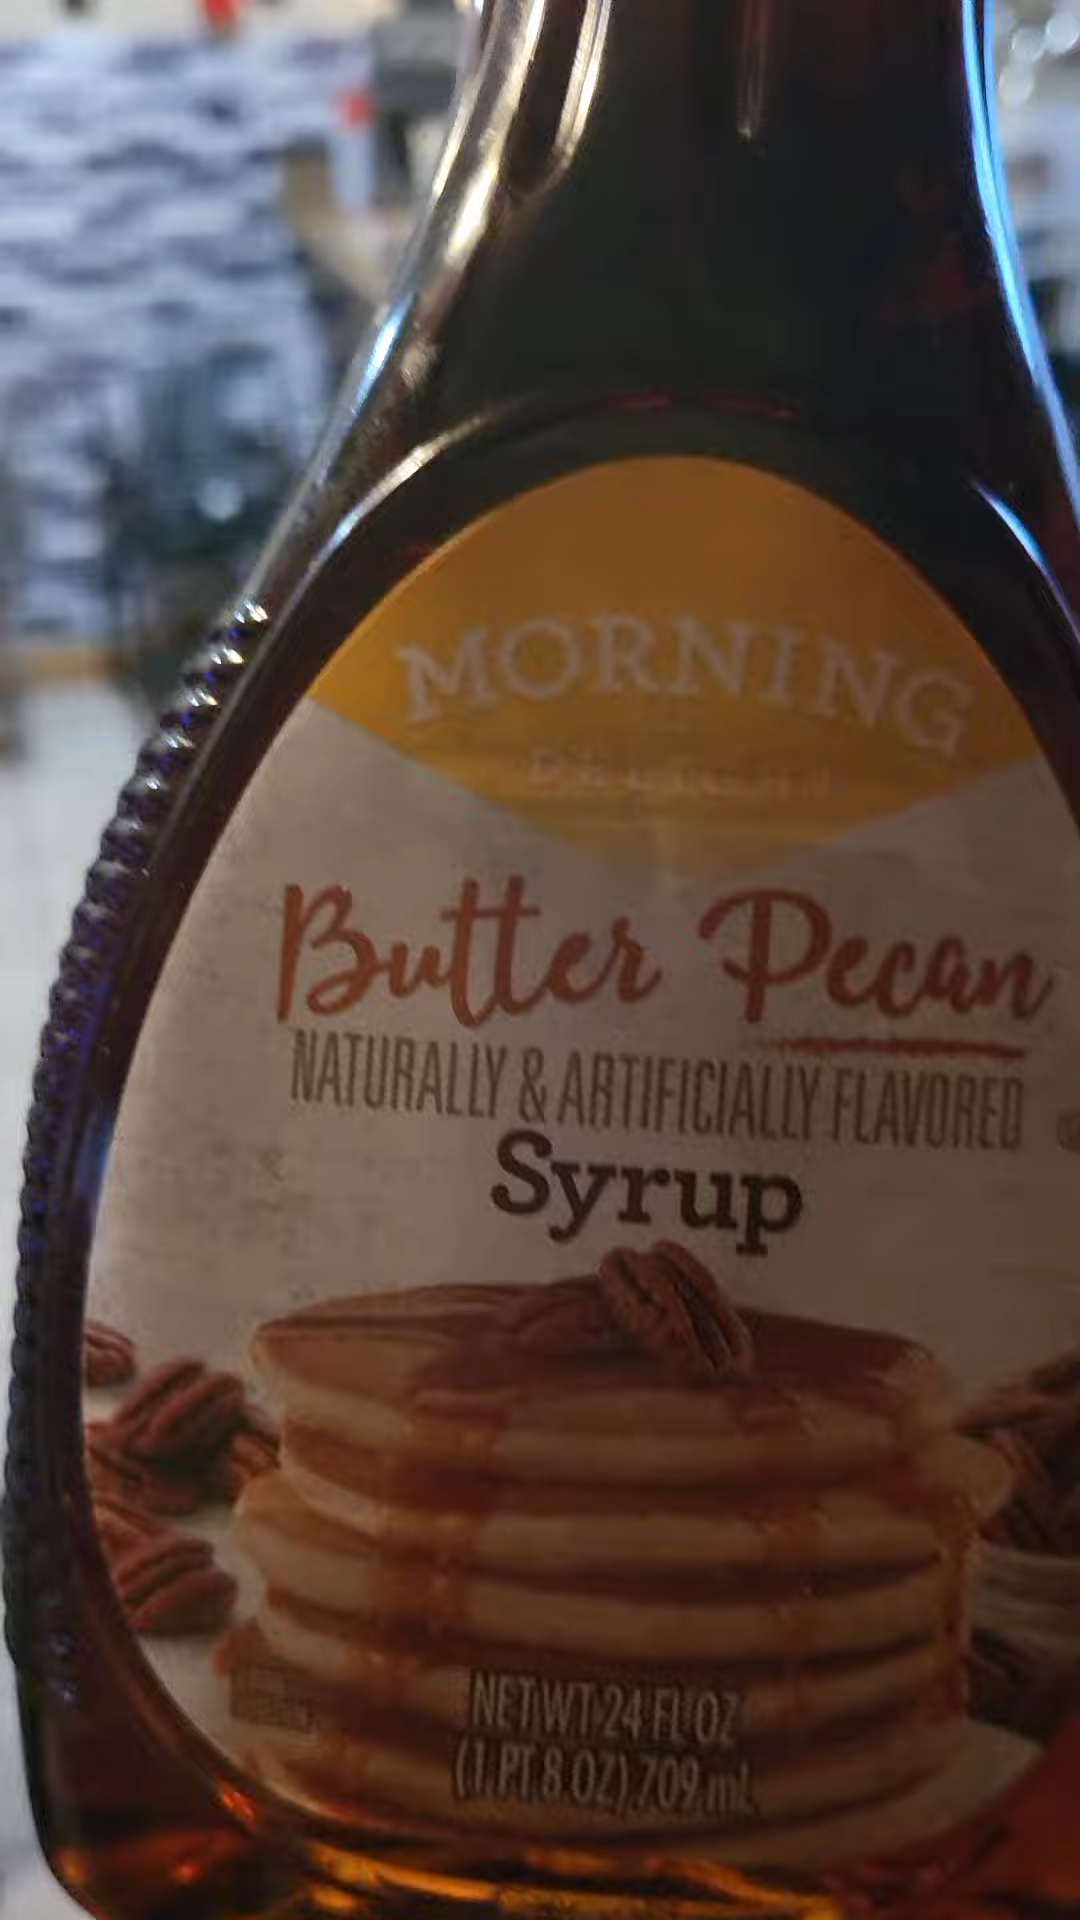 MORNING
Butter Pecan
NATURALLY & ARTIFICIALLY FLAVORED
Syrup
NET WT 24 FL OZ
(1 PT 8 OZ) 709 mL